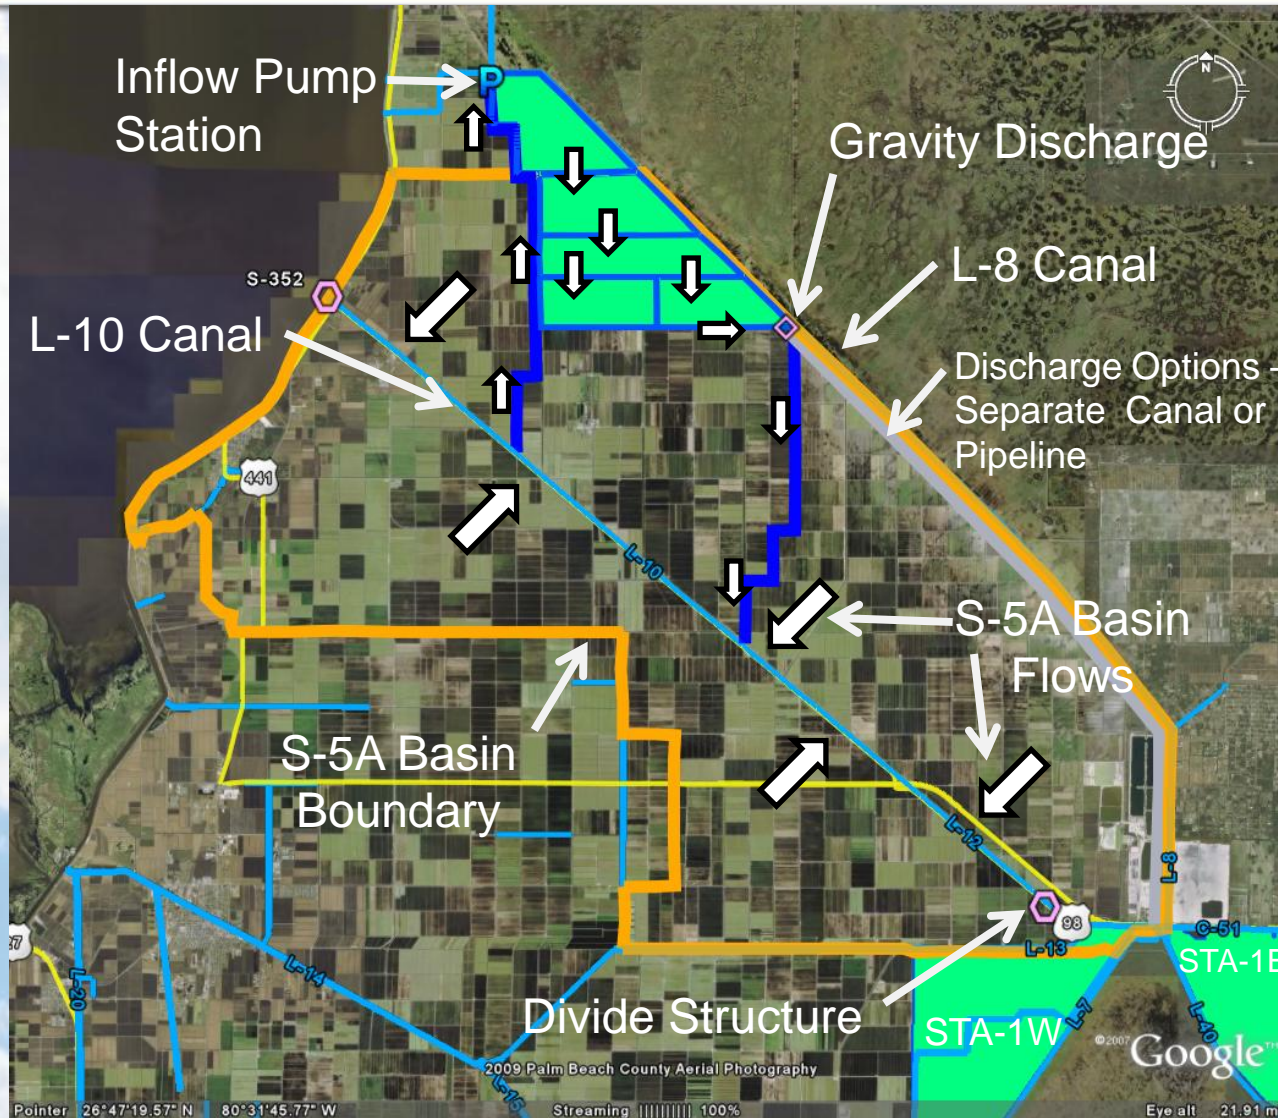 Inflow Pump
Station
P
N
Gravity Discharge
S-352
L-8 Canal
L-10 Canal
Discharge Options -
Separate Canal or
Pipeline
441
L-10
S-5A Basin
Flows
S-5A Basin
Boundary
L-12
L-8
98
C-51
L-13
27
STA-1E
L-14
L-20
Divide Structure
STA-1W
L-7
L-40
©2007 Google™
2009 Palm Beach County Aerial Photography
L-15
Pointer 26°47'19.57" N 80°31'45.77" W Streaming 100% Eye alt 21.91